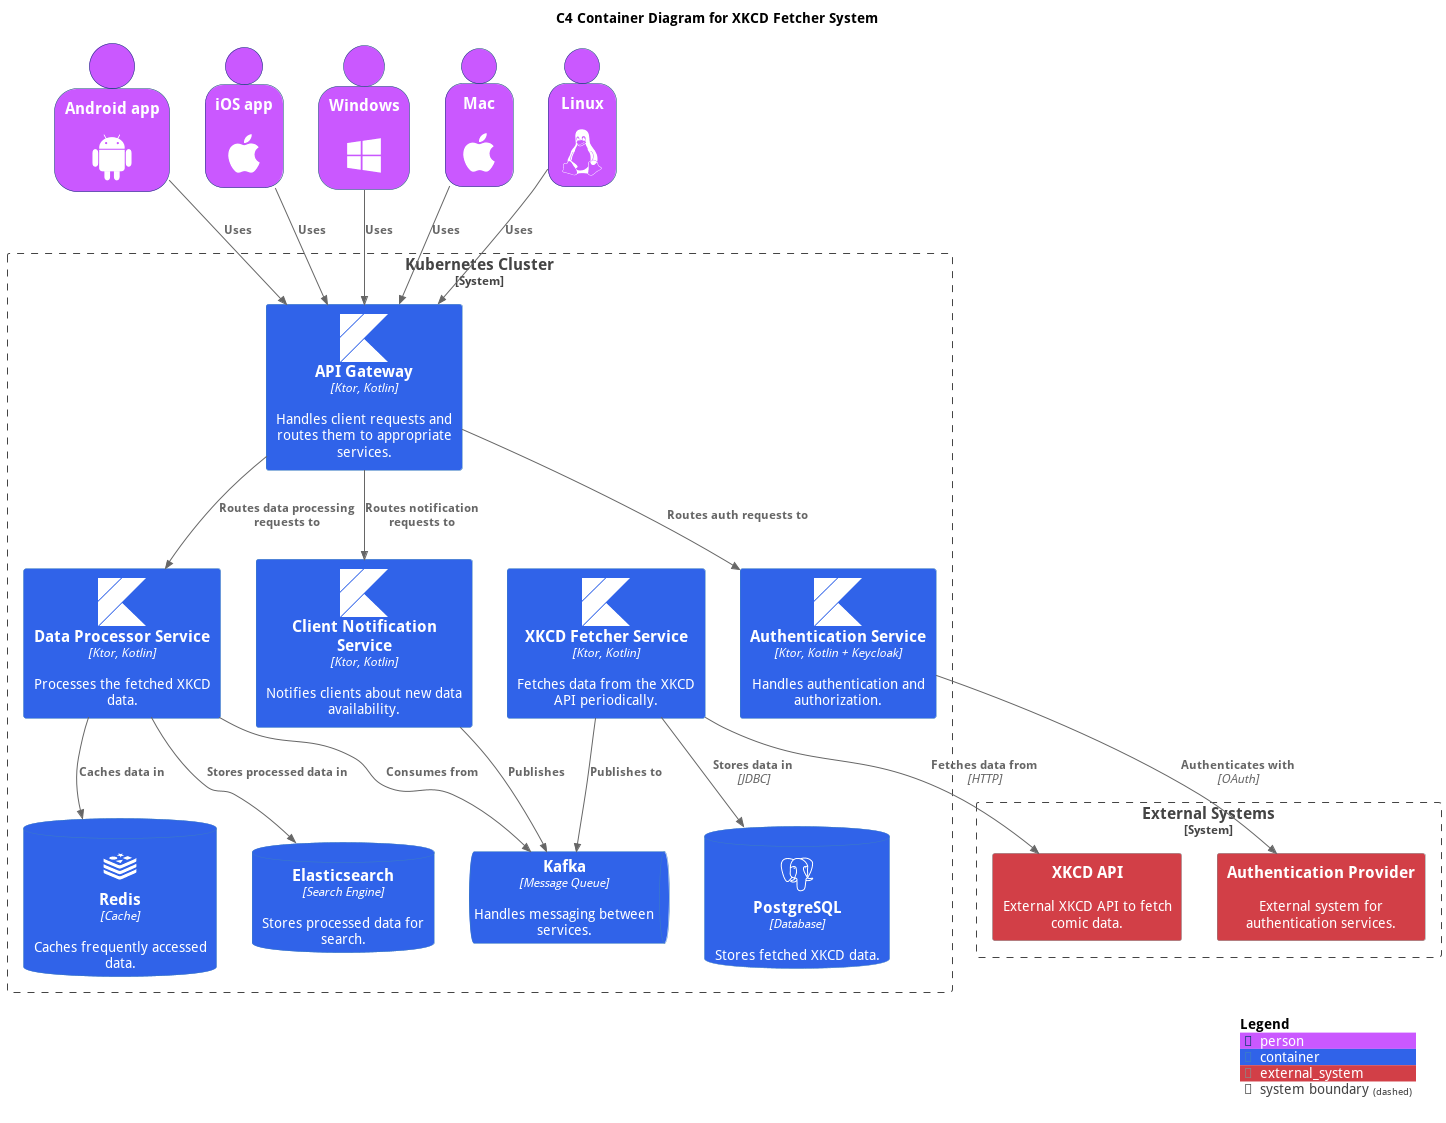 C4 Container Diagram for XKCD Fetcher System
Android app
iOS app
Windows
Mac
Linux
Uses
Uses
Uses
Uses
Uses
Kubernetes Cluster
[System]
API Gateway
[Ktor, Kotlin]
Handles client requests and
routes them to appropriate
services.
Routes data processing
requests to
Routes notification
requests to
Routes auth requests to
Data Processor Service
[Ktor, Kotlin]
Processes the fetched XKCD
data.
Client Notification
Service
[Ktor, Kotlin]
Notifies clients about new data
availability.
XKCD Fetcher Service
[Ktor, Kotlin]
Fetches data from the XKCD
API periodically.
Authentication Service
[Ktor, Kotlin + Keycloak]
Handles authentication and
authorization.
Caches data in
Stores processed data in
Consumes from
Publishes
Publishes to
Stores data in
[JDBC]
Fetches data from
[HTTP]
Authenticates with
[OAuth]
Redis
[Cache]
Caches frequently accessed
data.
Elasticsearch
[Search Engine]
Stores processed data for
search.
Kafka
[Message Queue]
Handles messaging between
services.
PostgreSQL
[Database]
Stores fetched XKCD data.
External Systems
[System]
XKCD API
External XKCD API to fetch
comic data.
Authentication Provider
External system for
authentication services.
Legend
person
container
external_system
system boundary (dashed)